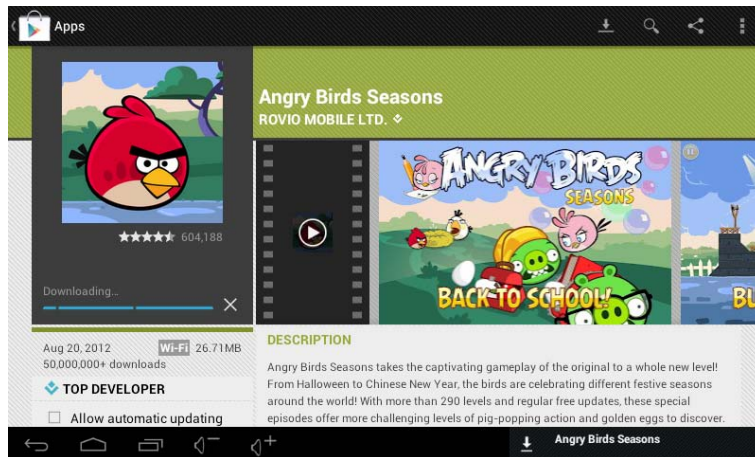 Apps
Angry Birds Seasons
ROVIO MOBILE LTD.
604,188
Downloading...
ANGRY BIRDS
SEASONS
BACK TO SCHOOL!
BU
Aug 20, 2012 Wi-Fi 26.71MB
50,000,000+ downloads
TOP DEVELOPER
Allow automatic updating
DESCRIPTION
Angry Birds Seasons takes the captivating gameplay of the original to a whole new level!
From Halloween to Chinese New Year, the birds are celebrating different festive seasons
around the world! With more than 290 levels and regular free updates, these special
episodes offer more challenging levels of pig-popping action and golden eggs to discover.
Angry Birds Seasons